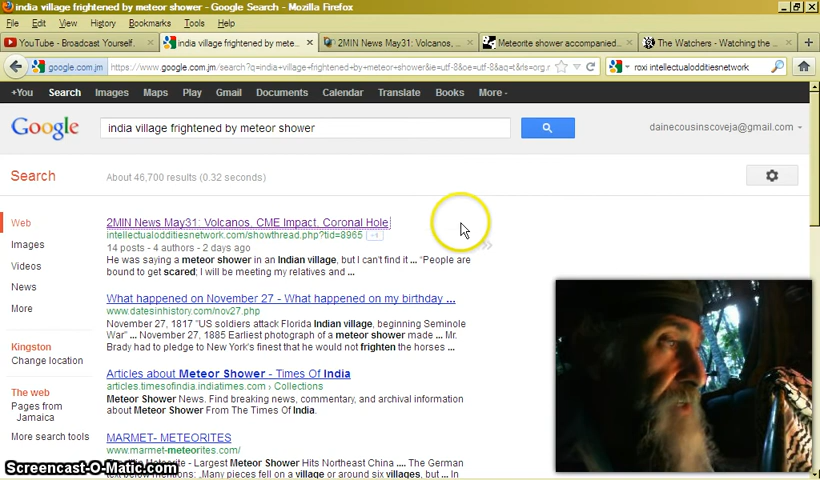 india village frightened by meteor shower - Google Search - Mozilla Firefox
File Edit View History Bookmarks Tools Help
YouTube - Broadcast Yourself. india village frightened by mete... 2MIN News May31: Volcanos, ... Meteorite shower accompanied... The Watchers - Watching the ...
google.com.jm https://www.google.com.jm/search?q=india+village+frightened+by+meteor+shower&ie=utf-8&oe=utf-8&aq=t&rls=org.m roxi intellectualodditiesnetwork
+You Search Images Maps Play Gmail Documents Calendar Translate Books More
Google india village frightened by meteor shower dainecousinscoveja@gmail.com
Search About 46,700 results (0.32 seconds)
Web
Images
Videos
News
More
Kingston
Change location
The web
Pages from
Jamaica
More search tools
2MIN News May31: Volcanos, CME Impact, Coronal Hole
intellectualodditiesnetwork.com/showthread.php?tid=8965
14 posts - 4 authors - 2 days ago
He was saying a meteor shower in an Indian village, but I can't find it ... "People are
bound to get scared; I will be meeting my relatives and ...
What happened on November 27 - What happened on my birthday ...
www.datesinhistory.com/nov27.php
November 27, 1817 "US soldiers attack Florida Indian village, beginning Seminole
War" ... November 27, 1885 Earliest photograph of a meteor shower made ... Mr.
Brady had to pledge to New York's finest that he would not frighten the horses ...
Articles about Meteor Shower - Times Of India
articles.timesofindia.indiatimes.com › Collections
Meteor Shower News. Find breaking news, commentary, and archival information
about Meteor Shower From The Times Of India.
MARMET- METEORITES
www.marmet-meteorites.com/
Meteorite - Largest Meteor Shower Hits Northeast China .... The German
text below mentions: „Many pieces fell on a village or around six villages, but ... In
Screencast-O-Matic.com